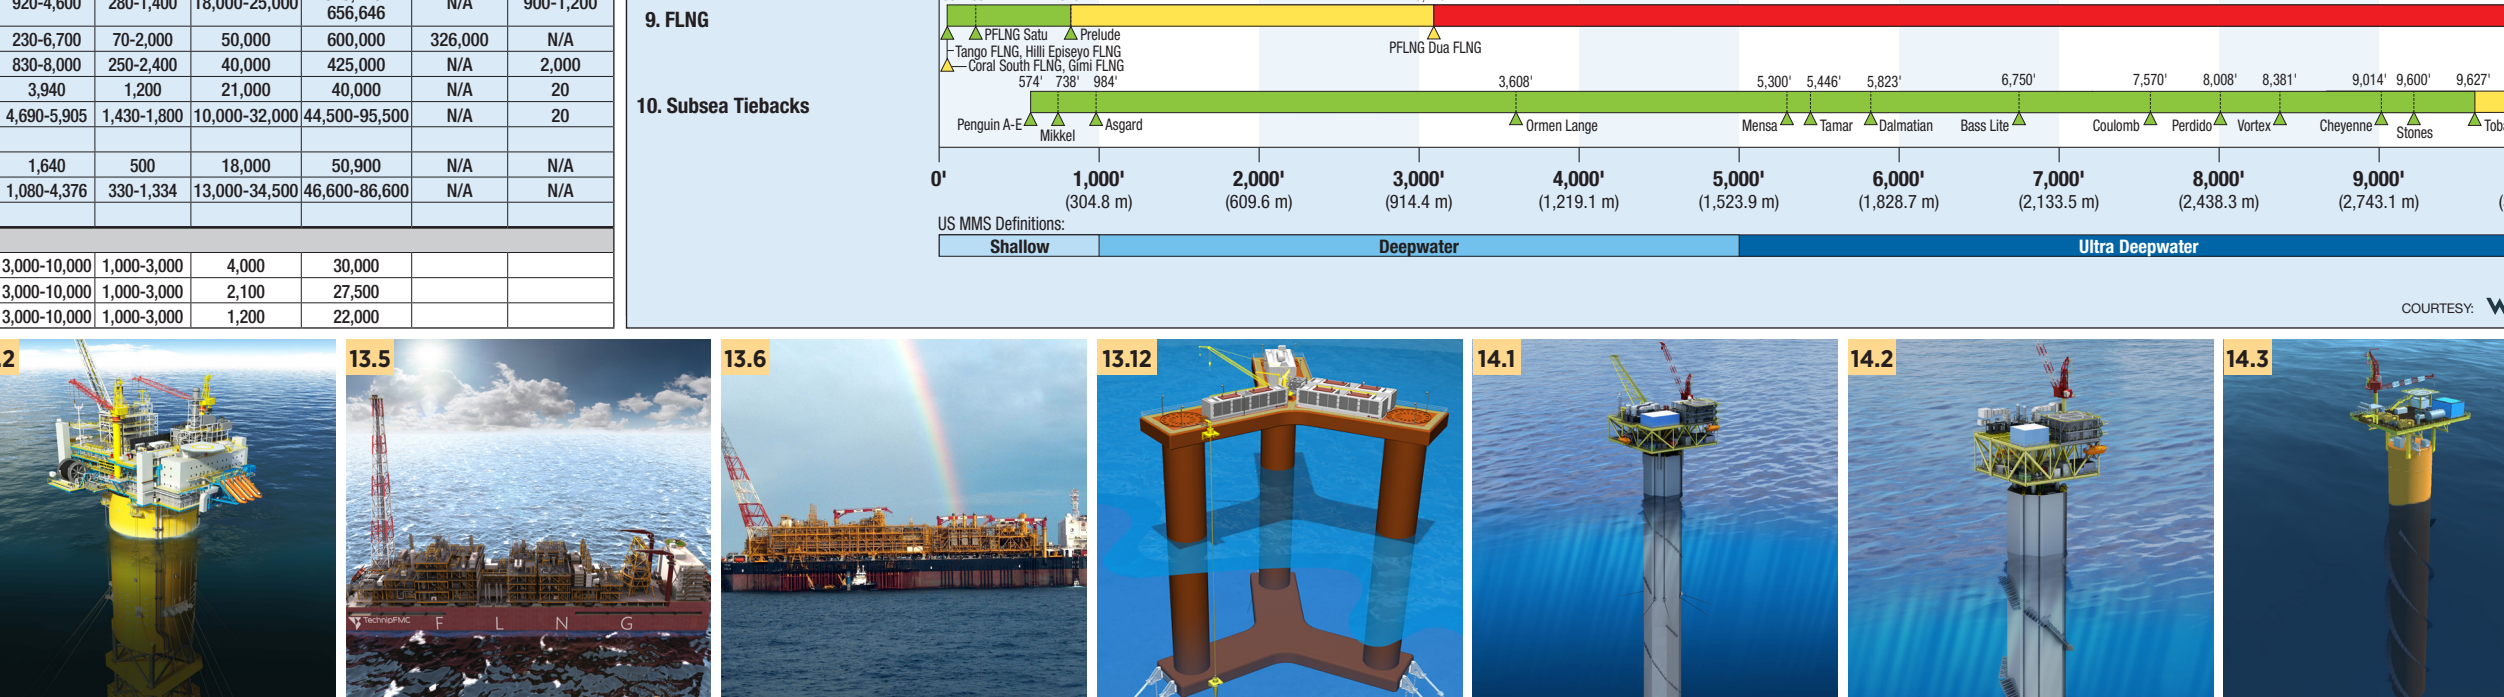 920-4,600 280-1,400 18,000-25,000 656,646 N/A 900-1,200
230-6,700 70-2,000 50,000 600,000 326,000 N/A
830-8,000 250-2,400 40,000 425,000 N/A 2,000
3,940 1,200 21,000 40,000 N/A 20
4,690-5,905 1,430-1,800 10,000-32,000 44,500-95,500 N/A 20
1,640 500 18,000 50,900 N/A N/A
1,080-4,376 330-1,334 13,000-34,500 46,600-86,600 N/A N/A
3,000-10,000 1,000-3,000 4,000 30,000
3,000-10,000 1,000-3,000 2,100 27,500
3,000-10,000 1,000-3,000 1,200 22,000
9. FLNG
PFLNG Satu Prelude
PFLNG Dua FLNG
Tango FLNG, Hilli Episeyo FLNG
Coral South FLNG, Gimi FLNG
574' 738' 984' 3,608' 5,300' 5,446' 5,823' 6,750' 7,570' 8,008' 8,381' 9,014' 9,600' 9,627'
10. Subsea Tiebacks
Penguin A-E Mikkel Asgard Ormen Lange Mensa Tamar Dalmatian Bass Lite Coulomb Perdido Vortex Cheyenne Stones
0' 1,000' 2,000' 3,000' 4,000' 5,000' 6,000' 7,000' 8,000' 9,000'
(304.8 m) (609.6 m) (914.4 m) (1,219.1 m) (1,523.9 m) (1,828.7 m) (2,133.5 m) (2,438.3 m) (2,743.1 m)
US MMS Definitions:
Shallow Deepwater Ultra Deepwater
COURTESY:
13.5
13.6
13.12
14.1
14.2
14.3
TechnipFMC F L N G